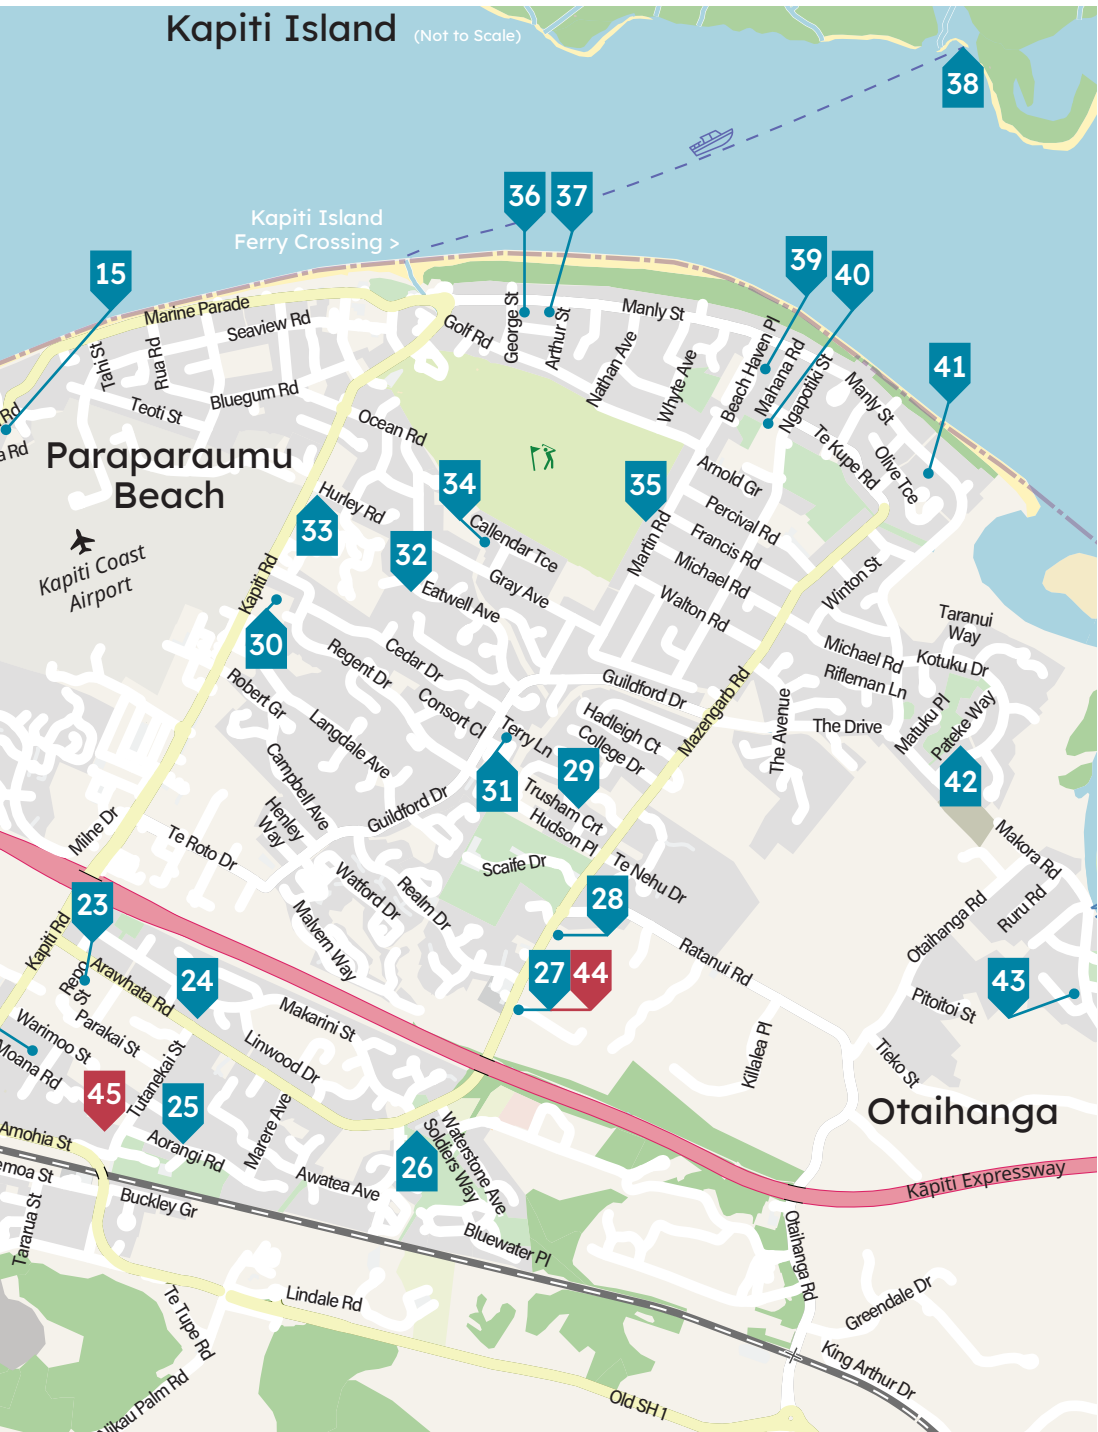 Kapiti Island (Not to Scale)
38
36
37
Kapiti Island
Ferry Crossing >
39
40
15
Marine Parade
Seaview Rd
Tahi St
Rua Rd
Golf Rd
George St
Arthur St
Manly St
Nathan Ave
Whyte Ave
Beach Haven Pl
Mahana Rd
Ngapotiki St
Manly St
41
Teoti St
Bluegum Rd
Rd
a Rd
Ocean Rd
Te Kupe Rd
Olive Tce
Paraparaumu
Beach
34
35
Arnold Gr
Hurley Rd
33
Callendar Tce
Percival Rd
Francis Rd
Martin Rd
Michael Rd
32
Kapiti Coast
Airport
Kapiti Rd
Gray Ave
Eatwell Ave
Walton Rd
Winton St
Taranui
Way
30
Cedar Dr
Regent Dr
Michael Rd
Kotuku Dr
Rifleman Ln
Robert Gr
Consort Cl
Guildford Dr
Mazengarb Rd
The Avenue
The Drive
Matuku Pl
Pateke Way
Langdale Ave
Terry Ln
Hadleigh Ct
College Dr
29
31
42
Campbell Ave
Henley
Way
Guildford Dr
Trusham Crt
Hudson Pl
Milne Dr
Te Roto Dr
Makora Rd
Scaife Dr
Te Nehu Dr
Watford Dr
Realm Dr
Ruru Rd
Otaihanga Rd
23
28
Malvern Way
Kapiti Rd
Ratanui Rd
27
44
43
24
Repo
St
Arawhata Rd
Pitoitoi St
Makarini St
Parakai St
Warimoo St
Moana Rd
Linwood Dr
Tutanekai St
Killalea Pl
Tieko St
45
25
Otaihanga
Amohia St
Aorangi Rd
Marere Ave
26
Waterstone Ave
Soldiers Way
emoa St
Awatea Ave
Kāpiti Expressway
Buckley Gr
Tararua St
Bluewater Pl
Otaihanga Rd
Te Tupe Rd
Lindale Rd
Greendale Dr
King Arthur Dr
Nikau Palm Rd
Old SH 1